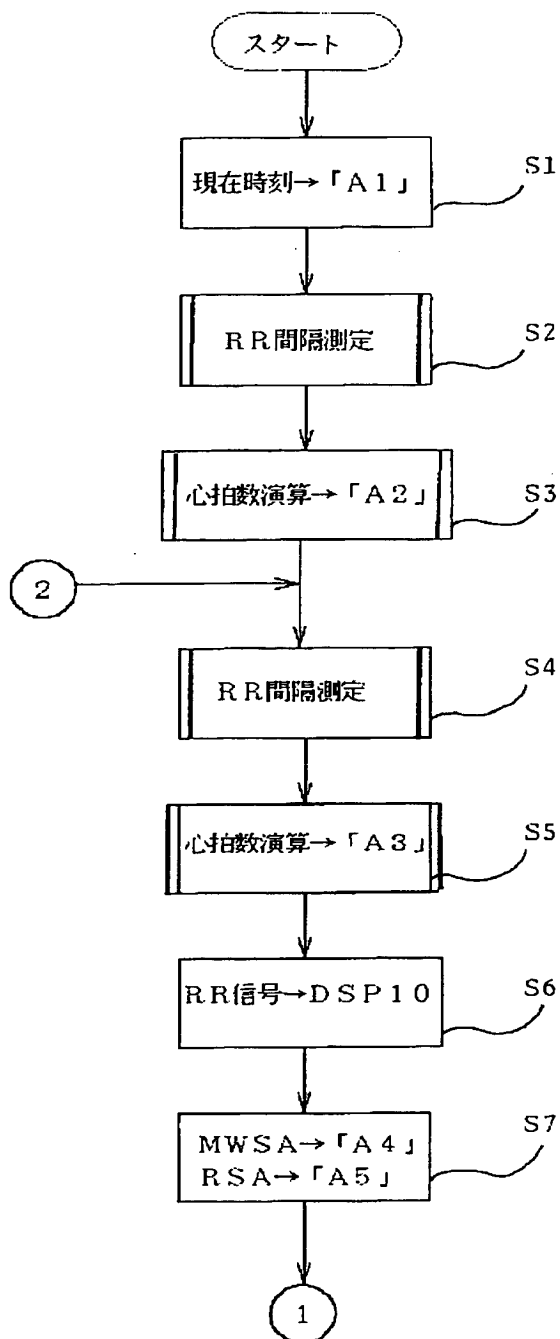 スタート
現在時刻→「A1」
S1
RR間隔測定
S2
心拍数演算→「A2」
S3
2
RR間隔測定
S4
心拍数演算→「A3」
S5
RR信号→DSP10
S6
MWSA→「A4」
RSA→「A5」
S7
1